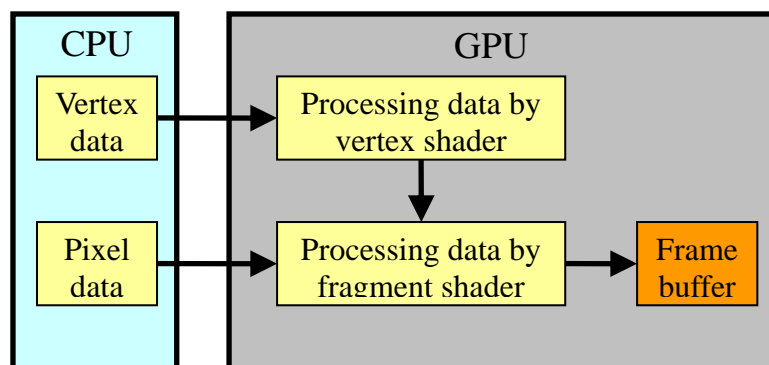 CPU
GPU
Vertex
data
Processing data by
vertex shader
Pixel
data
Processing data by
fragment shader
Frame
buffer